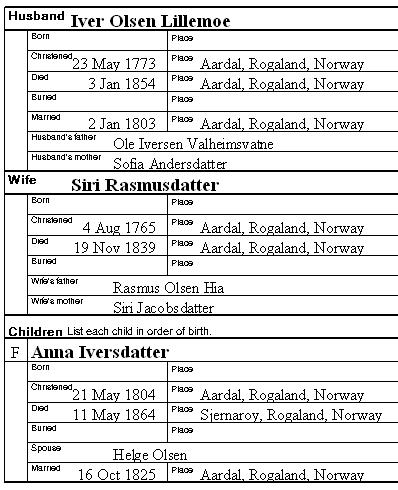 Husband Iver Olsen Lillemoe
Born Place
Christened 23 May 1773 Place Aardal, Rogaland, Norway
Died 3 Jan 1854 Place Aardal, Rogaland, Norway
Buried Place
Married 2 Jan 1803 Place Aardal, Rogaland, Norway
Husband's father Ole Iversen Valheimsvatne
Husband's mother Sofia Andersdatter
Wife Siri Rasmusdatter
Born Place
Christened 4 Aug 1765 Place Aardal, Rogaland, Norway
Died 19 Nov 1839 Place Aardal, Rogaland, Norway
Buried Place
Wife's father Rasmus Olsen Hia
Wife's mother Siri Jacobsdatter
Children List each child in order of birth.
F Anna Iversdatter
Born Place
Christened 21 May 1804 Place Aardal, Rogaland, Norway
Died 11 May 1864 Place Sjernaroy, Rogaland, Norway
Buried Place
Spouse Helge Olsen
Married 16 Oct 1825 Place Aardal, Rogaland, Norway